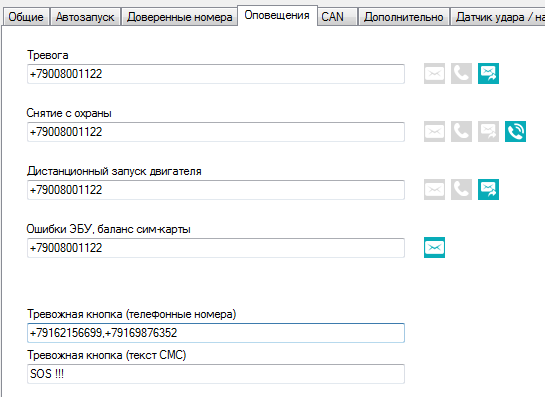 Общие Автозапуск Доверенные номера Оповещения CAN Дополнительно Датчик удара / на
Тревога
+79008001122
Снятие с охраны
+79008001122
Дистанционный запуск двигателя
+79008001122
Ошибки ЭБУ, баланс сим-карты
+79008001122
Тревожная кнопка (телефонные номера)
+79162156699,+79169876352
Тревожная кнопка (текст СМС)
SOS !!!